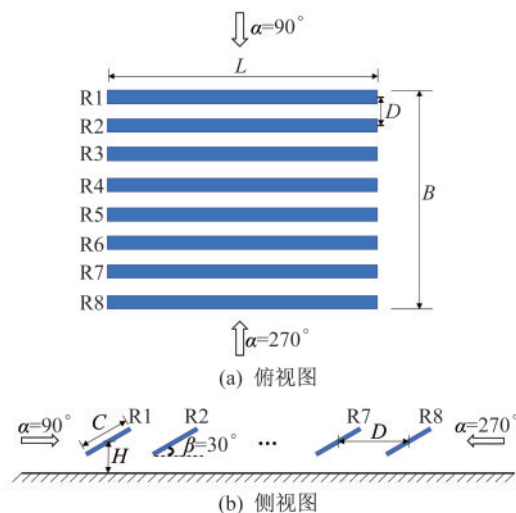 α=90°
L
R1
D
R2
R3
R4
B
R5
R6
R7
R8
α=270°
(a) 俯视图
α=90° C R1 R2 R7 D R8 α=270°
H β=30° ···
(b) 侧视图